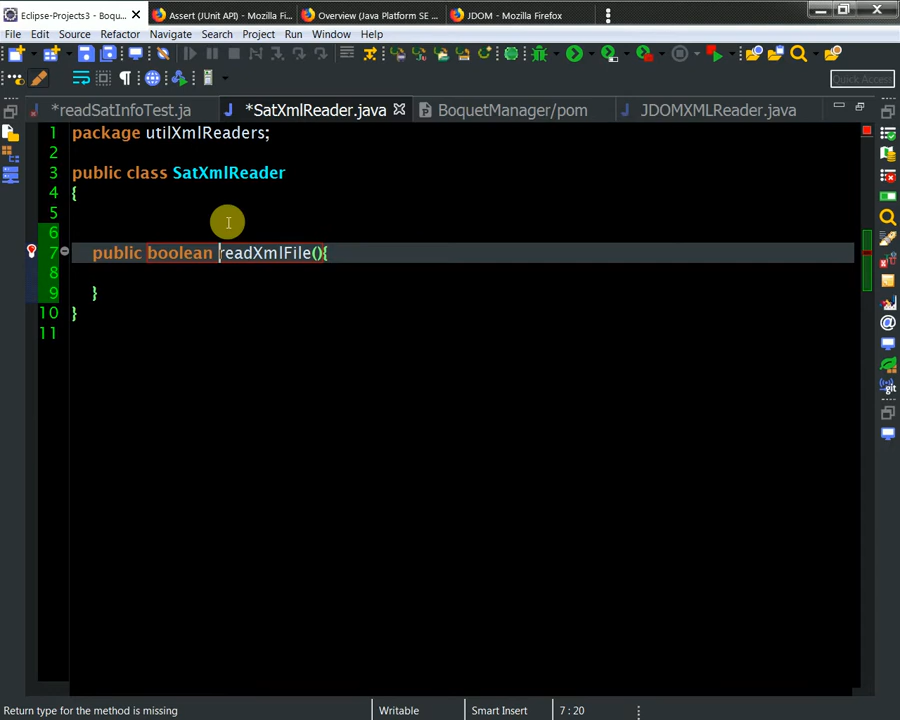 Eclipse-Projects3 - Boqu...
Assert (JUnit API) - Mozilla Fi...
Overview (Java Platform SE ...
JDOM - Mozilla Firefox
File Edit Source Refactor Navigate Search Project Run Window Help
Quick Access
*readSatInfoTest.ja
*SatXmlReader.java
BoquetManager/pom
JDOMXMLReader.java
1 package utilXmlReaders;
2
3 public class SatXmlReader
4 {
5
6
7 public boolean readXmlFile(){
8
9 }
10 }
11
Return type for the method is missing
Writable
Smart Insert
7 : 20